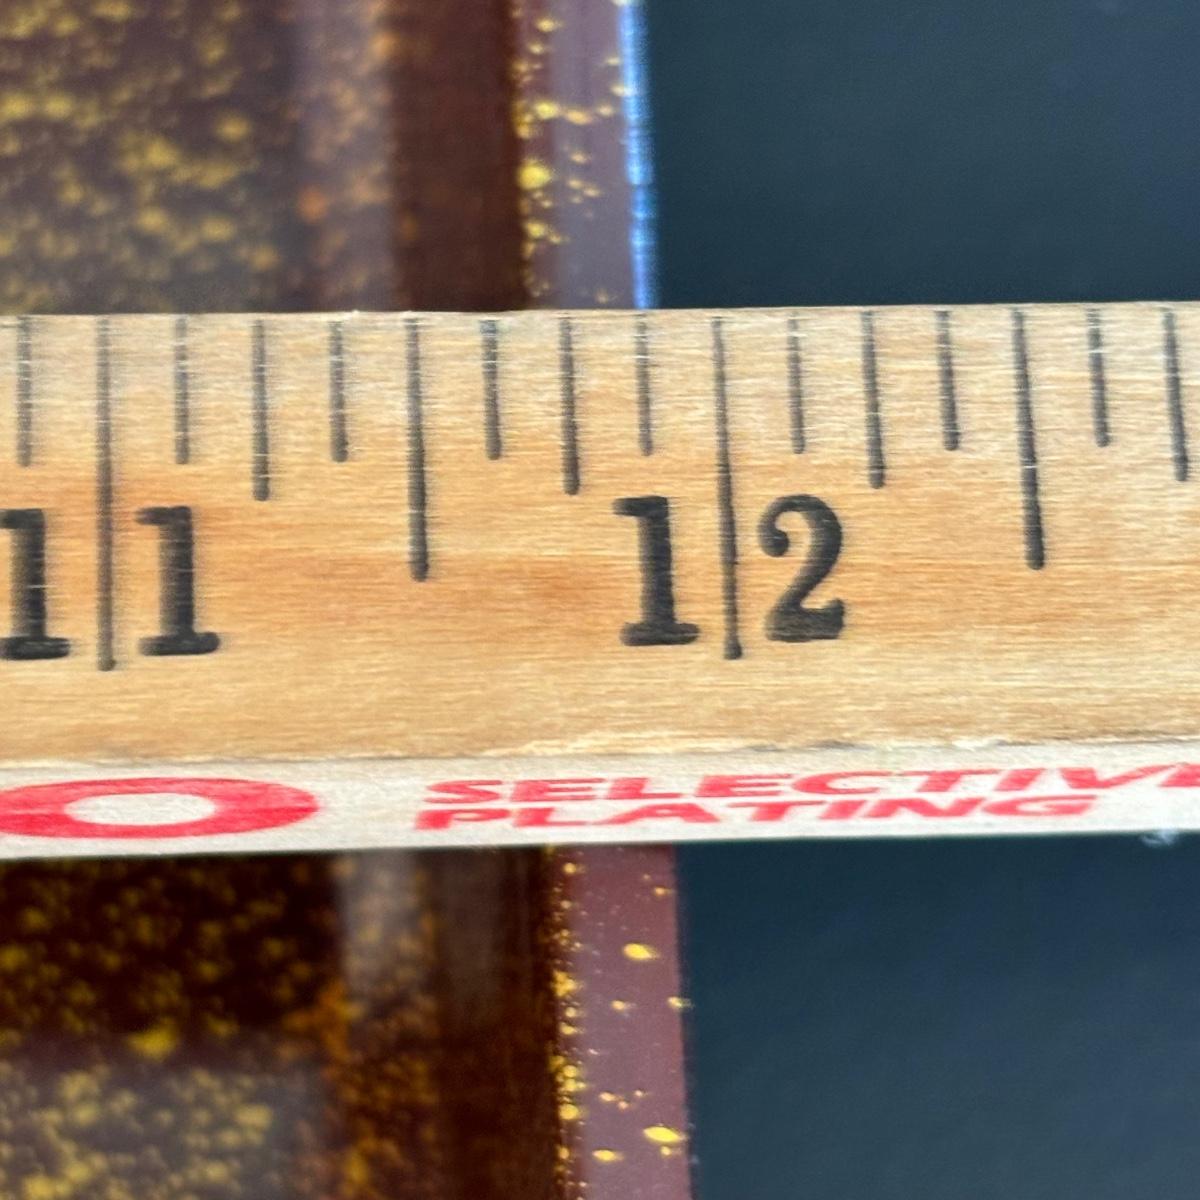 11 12
O SELECTIVE
PLATING